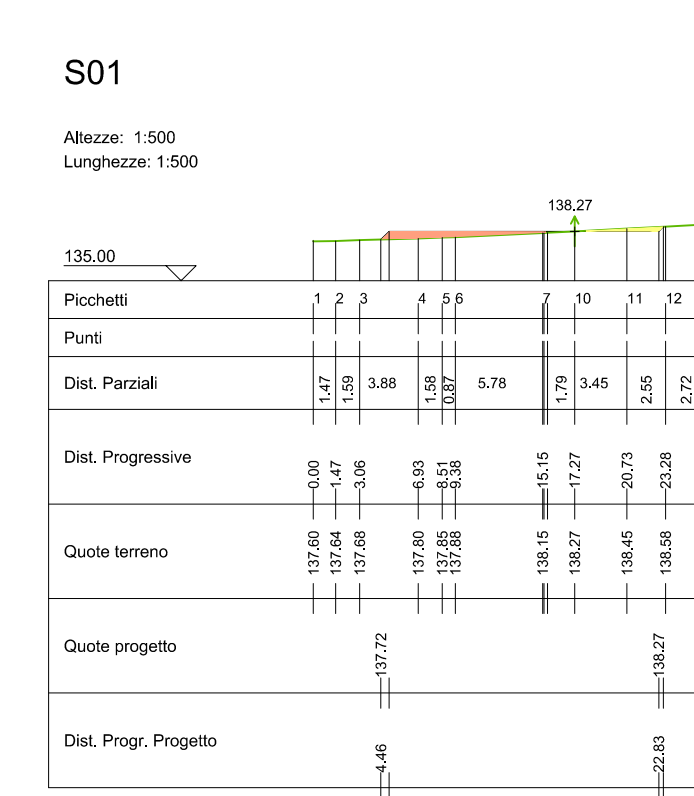 S01
Altezze: 1:500
Lunghezze: 1:500
138.27
135.00
Picchetti 1 2 3 4 5 6 7 10 11 12
Punti
Dist. Parziali 1.47 1.59 3.88 1.58 0.87 5.78 1.79 3.45 2.55 2.72
Dist. Progressive 0.00 1.47 3.06 6.93 8.51 9.38 15.15 17.27 20.73 23.28
Quote terreno 137.60 137.64 137.68 137.80 137.85 137.88 138.15 138.27 138.45 138.58
Quote progetto 137.72 138.27
Dist. Progr. Progetto 4.46 22.83